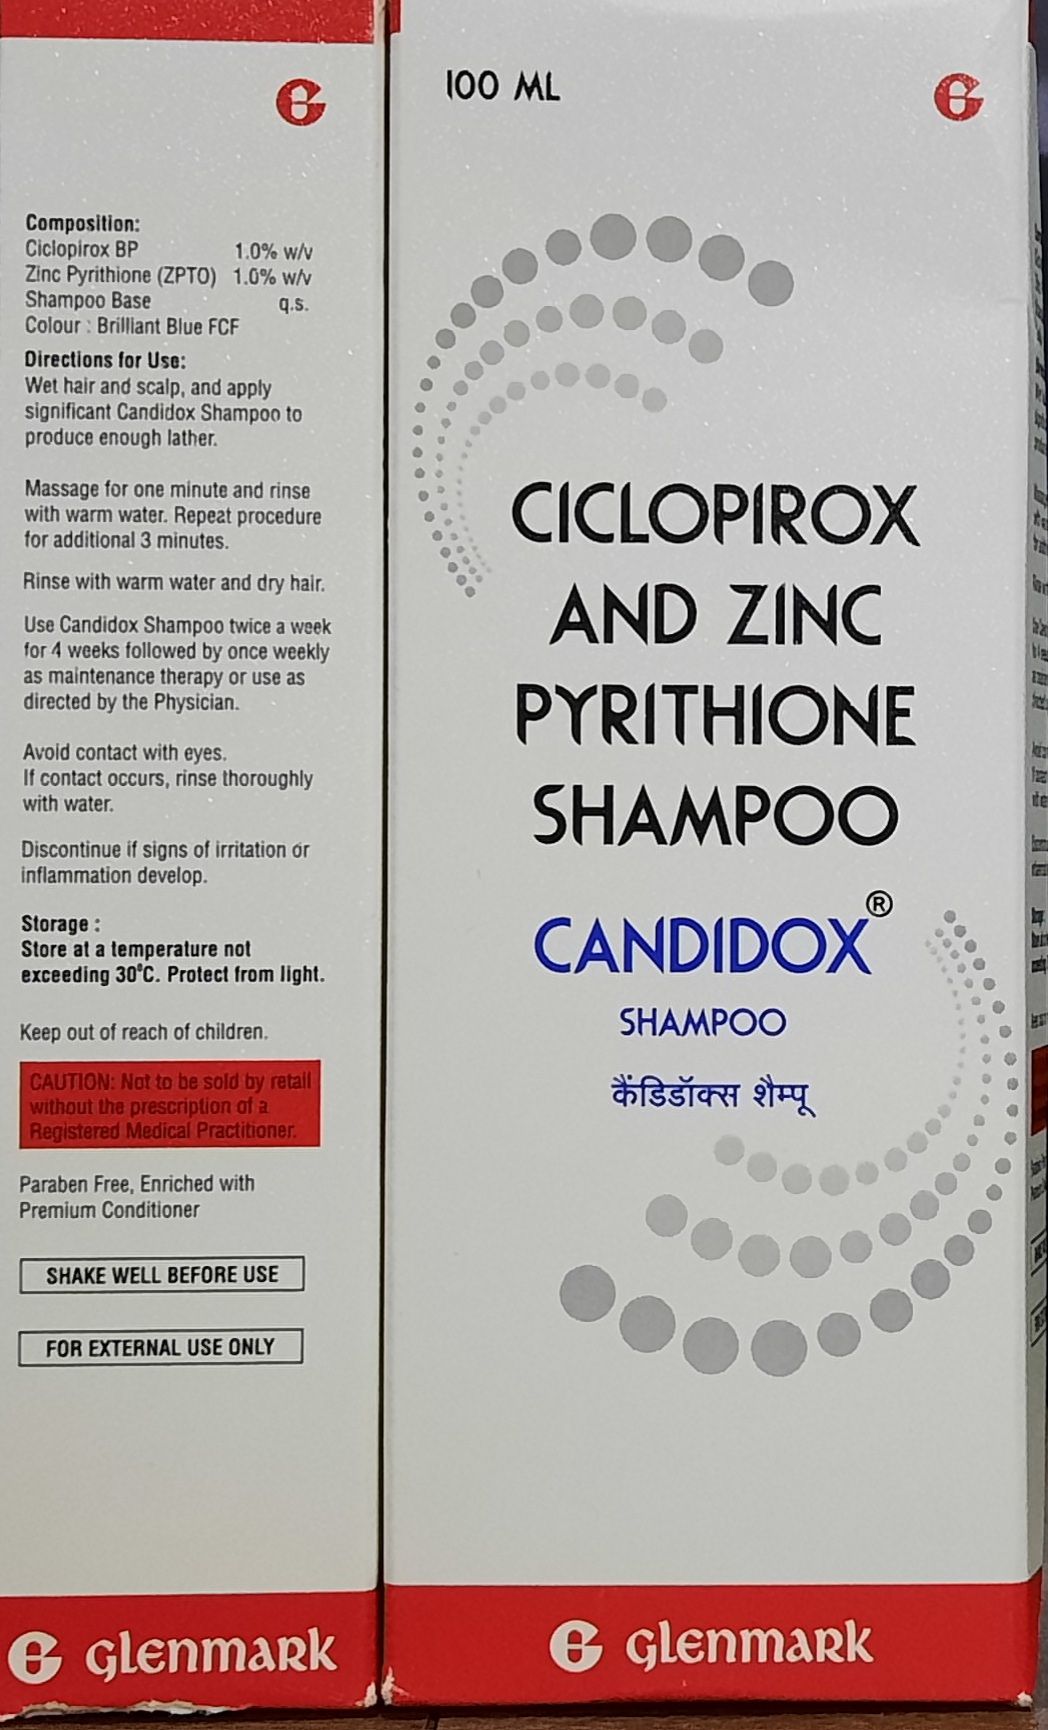 Composition:
Ciclopirox BP 1.0% w/v
Zinc Pyrithione (ZPTO) 1.0% w/v
Shampoo Base q.s.
Colour : Brilliant Blue FCF
Directions for Use:
Wet hair and scalp, and apply
significant Candidox Shampoo to
produce enough lather.
Massage for one minute and rinse
with warm water. Repeat procedure
for additional 3 minutes.
Rinse with warm water and dry hair.
Use Candidox Shampoo twice a week
for 4 weeks followed by once weekly
as maintenance therapy or use as
directed by the Physician.
Avoid contact with eyes.
If contact occurs, rinse thoroughly
with water.
Discontinue if signs of irritation or
inflammation develop.
Storage :
Store at a temperature not
exceeding 30°C. Protect from light.
Keep out of reach of children.
CAUTION: Not to be sold by retail
without the prescription of a
Registered Medical Practitioner.
Paraben Free, Enriched with
Premium Conditioner
SHAKE WELL BEFORE USE
FOR EXTERNAL USE ONLY
glenmark
100 ML
CICLOPIROX
AND ZINC
PYRITHIONE
SHAMPOO
CANDIDOX®
SHAMPOO
कैंडिडॉक्स शैम्पू
glenmark